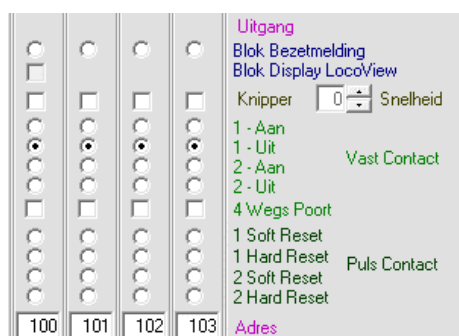 Uitgang
Blok Bezetmelding
Blok Display LocoView
Knipper 0 Snelheid
1 - Aan
1 - Uit
2 - Aan
2 - Uit
Vast Contact
4 Wegs Poort
1 Soft Reset
1 Hard Reset
2 Soft Reset
2 Hard Reset
Puls Contact
100 101 102 103 Adres